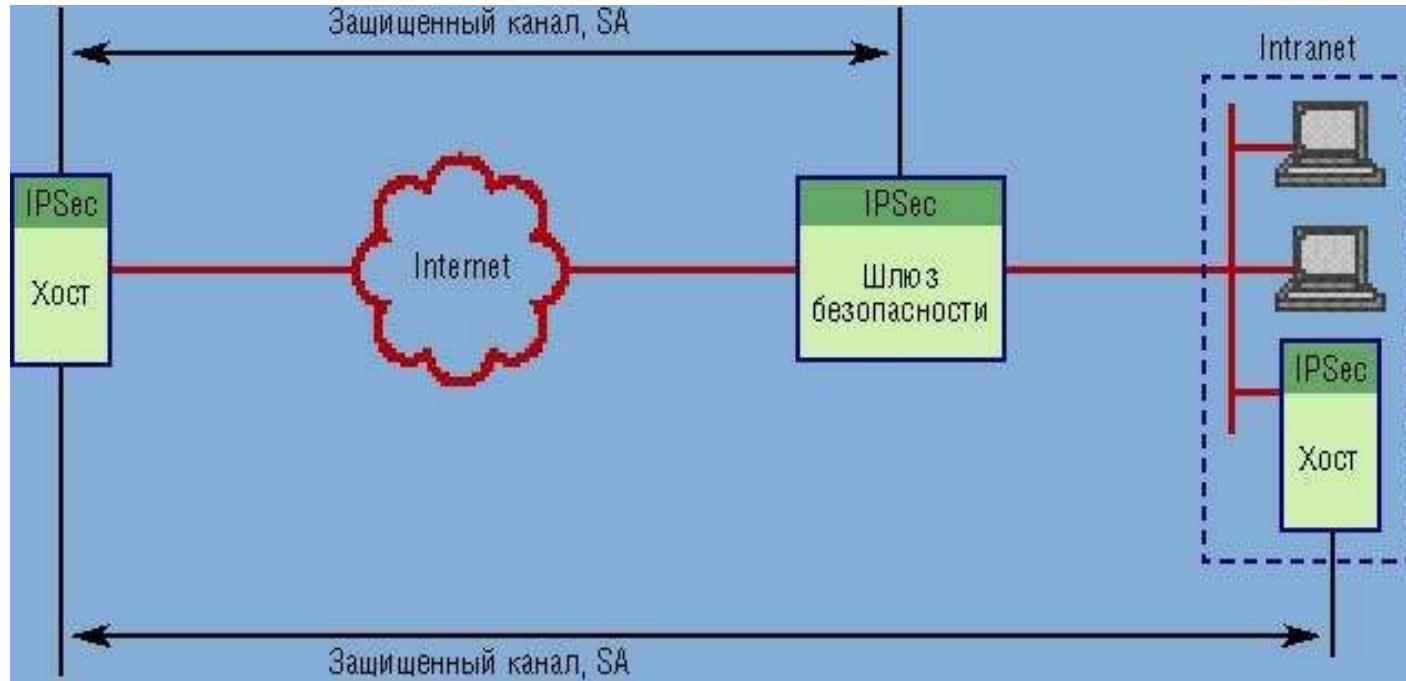 Защищенный канал, SA
Intranet
IPSec
Хост
Internet
IPSec
Шлюз
безопасности
IPSec
Хост
Защищенный канал, SA